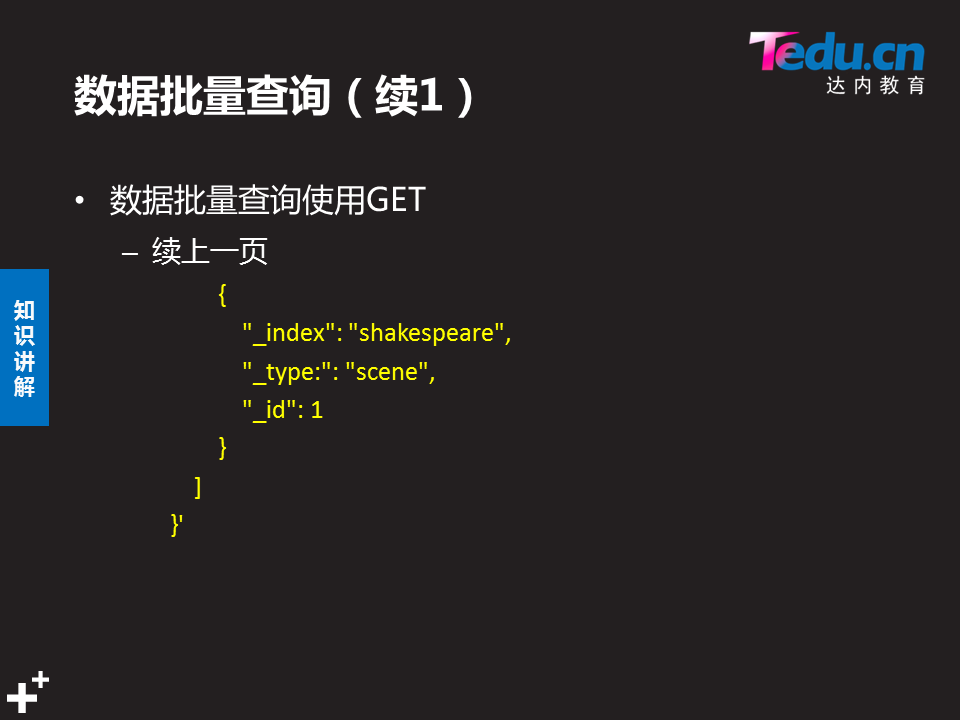 Tedu.cn
达内教育
数据批量查询（续1）
• 数据批量查询使用GET
– 续上一页
{
"_index": "shakespeare",
"_type:": "scene",
"_id": 1
}
]
}'
知识讲解